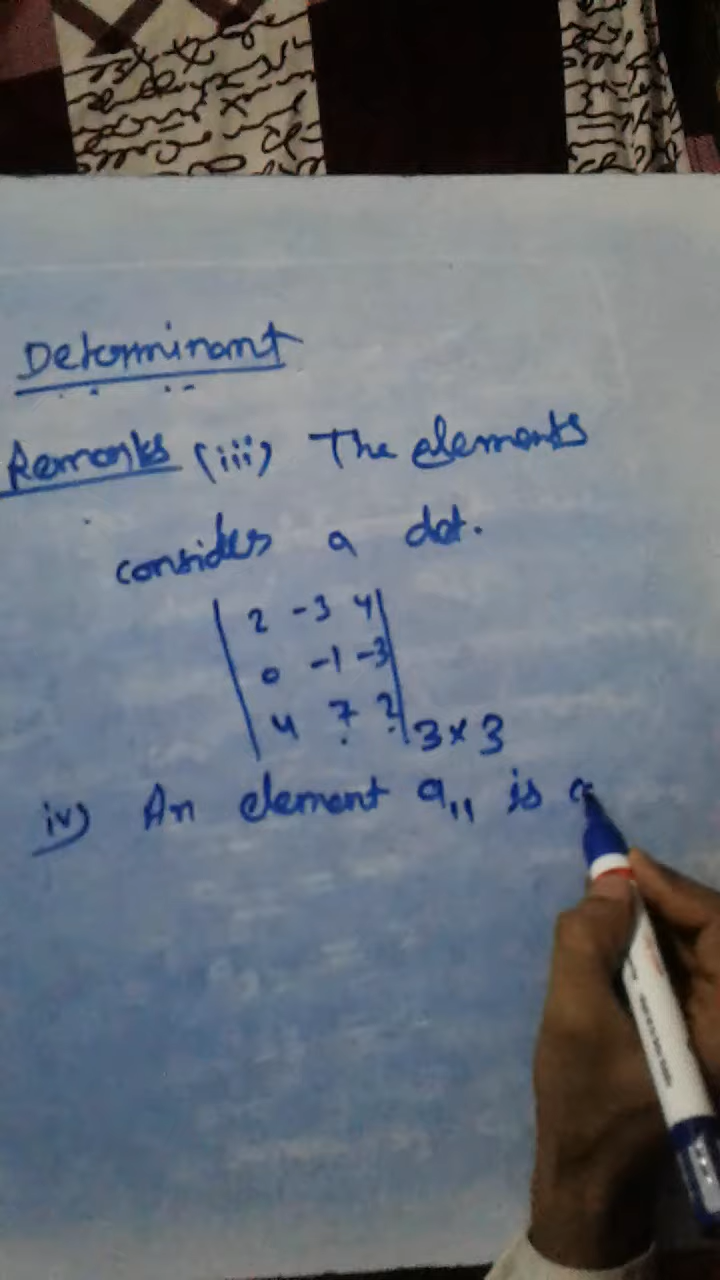 Determinant
Remarks (iii) The elements
consider a det.
2 -3 4
0 -1 -3
4 7 2 3×3
iv) An element a11 is